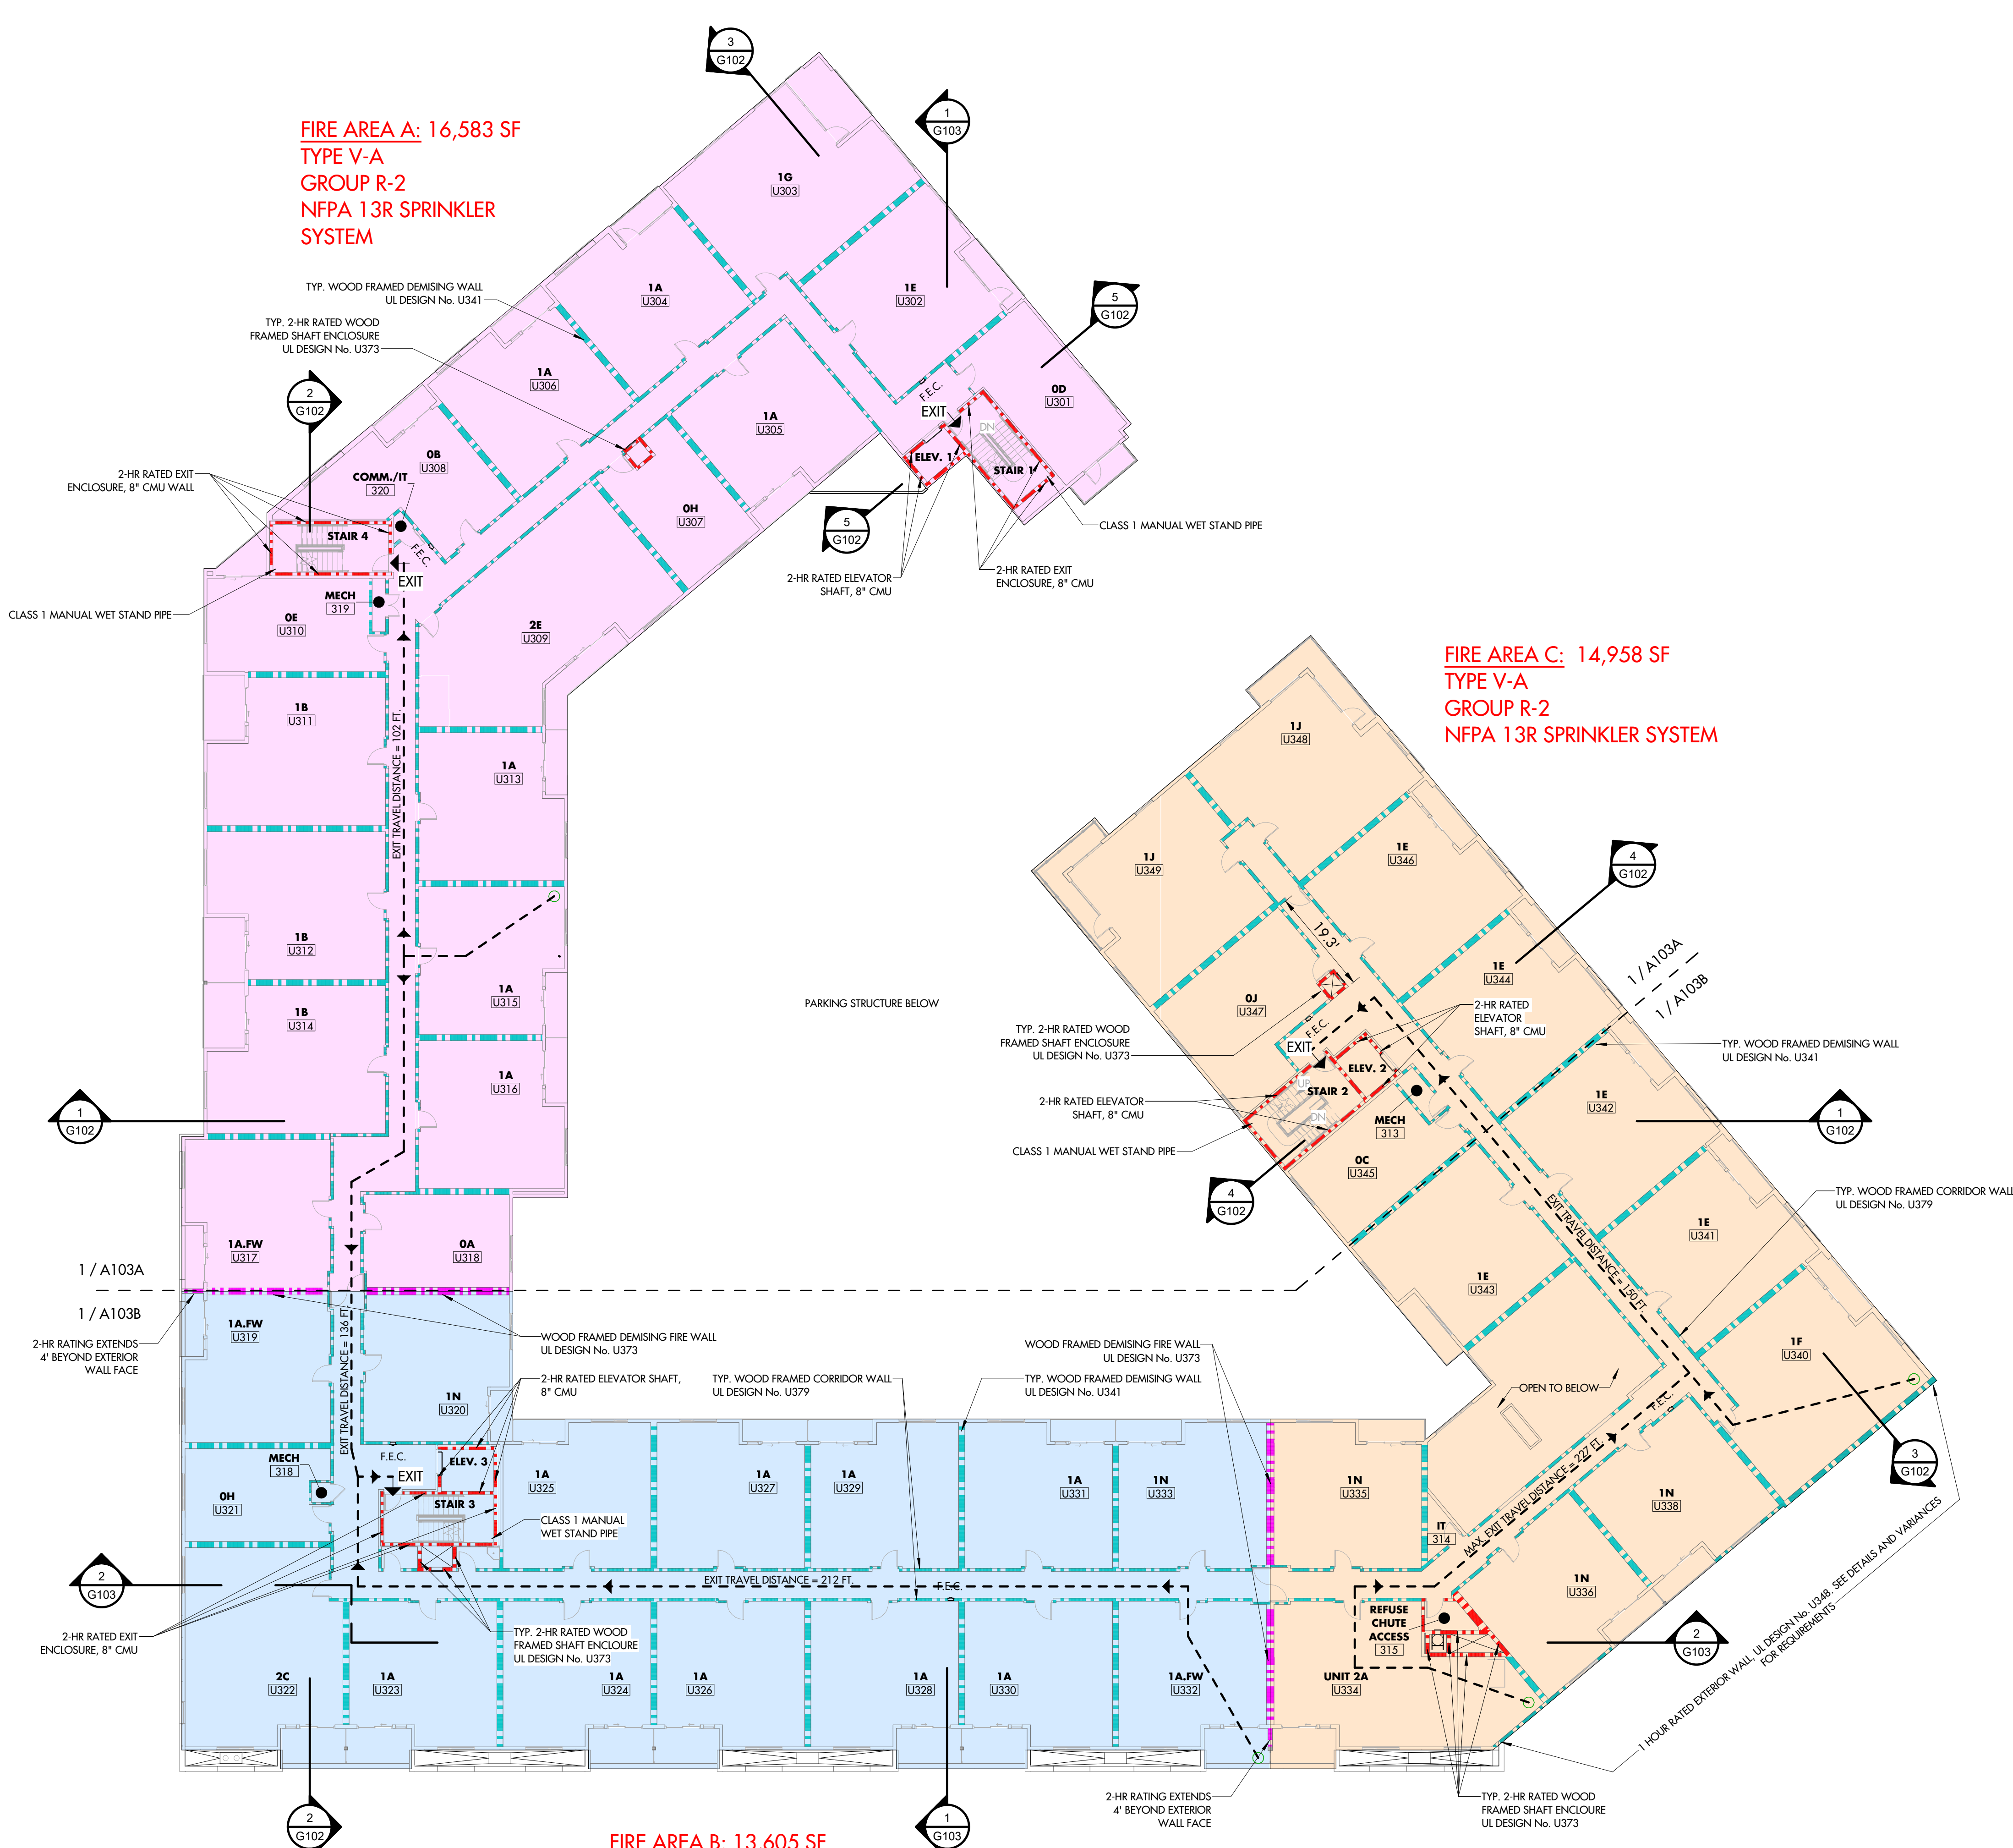 3
G102
1
G103
FIRE AREA A: 16,583 SF
TYPE V-A
GROUP R-2
NFPA 13R SPRINKLER
SYSTEM
1G
U303
TYP. WOOD FRAMED DEMISING WALL
UL DESIGN No. U341
1A
U304
1E
U302
5
G102
TYP. 2-HR RATED WOOD
FRAMED SHAFT ENCLOSURE
UL DESIGN No. U373
1A
U306
2
G102
F.E.C.
0D
U301
EXIT
1A
U305
DN
0B
U308
ELEV. 1
STAIR 1
2-HR RATED EXIT
ENCLOSURE, 8" CMU WALL
COMM./IT
320
0H
U307
5
G102
CLASS 1 MANUAL WET STAND PIPE
STAIR 4
F.E.C.
EXIT
2-HR RATED ELEVATOR
SHAFT, 8" CMU
2-HR RATED EXIT
ENCLOSURE, 8" CMU
MECH
319
CLASS 1 MANUAL WET STAND PIPE
0E
U310
2E
U309
FIRE AREA C: 14,958 SF
TYPE V-A
GROUP R-2
NFPA 13R SPRINKLER SYSTEM
1B
U311
EXIT TRAVEL DISTANCE = 102 FT.
1A
U313
1J
U348
1J
U349
1E
U346
4
G102
1B
U312
19.3'
1 / A103A
1 / A103B
1A
U315
PARKING STRUCTURE BELOW
1B
U314
0J
U347
1E
U344
2-HR RATED
ELEVATOR
SHAFT, 8" CMU
TYP. 2-HR RATED WOOD
FRAMED SHAFT ENCLOSURE
UL DESIGN No. U373
F.E.C.
EXIT
TYP. WOOD FRAMED DEMISING WALL
UL DESIGN No. U341
ELEV. 2
1A
U316
UP
STAIR 2
DN
2-HR RATED ELEVATOR
SHAFT, 8" CMU
MECH
313
1E
U342
1
G102
1
G102
CLASS 1 MANUAL WET STAND PIPE
0C
U345
4
G102
EXIT TRAVEL DISTANCE = 150 FT.
TYP. WOOD FRAMED CORRIDOR WALL
UL DESIGN No. U379
1E
U341
1A.FW
U317
0A
U318
1 / A103A
1 / A103B
1E
U343
1A.FW
U319
EXIT TRAVEL DISTANCE = 136 FT.
2-HR RATING EXTENDS
4' BEYOND EXTERIOR
WALL FACE
WOOD FRAMED DEMISING FIRE WALL
UL DESIGN No. U373
WOOD FRAMED DEMISING FIRE WALL
UL DESIGN No. U373
1F
U340
1N
U320
2-HR RATED ELEVATOR SHAFT,
8" CMU
TYP. WOOD FRAMED CORRIDOR WALL
UL DESIGN No. U379
TYP. WOOD FRAMED DEMISING WALL
UL DESIGN No. U341
OPEN TO BELOW
F.E.C.
F.E.C.
MECH
318
EXIT
ELEV. 3
3
G102
0H
U321
STAIR 3
1A
U325
1A
U327
1A
U329
1A
U331
1N
U333
1N
U335
MAX. EXIT TRAVEL DISTANCE = 227 FT.
1N
U338
CLASS 1 MANUAL
WET STAND PIPE
IT
314
2
G103
EXIT TRAVEL DISTANCE = 212 FT.
F.E.C.
1N
U336
1 HOUR RATED EXTERIOR WALL, UL DESIGN No. U348. SEE DETAILS AND VARIANCES
FOR REQUIREMENTS
2-HR RATED EXIT
ENCLOSURE, 8" CMU
TYP. 2-HR RATED WOOD
FRAMED SHAFT ENCLOURE
UL DESIGN No. U373
REFUSE
CHUTE
ACCESS
315
2
G103
2C
U322
1A
U323
1A
U324
1A
U326
1A
U328
1A
U330
1A.FW
U332
UNIT 2A
U334
2-HR RATING EXTENDS
4' BEYOND EXTERIOR
WALL FACE
TYP. 2-HR RATED WOOD
FRAMED SHAFT ENCLOURE
UL DESIGN No. U373
2
G102
1
G103
FIRE AREA B: 13,605 SF